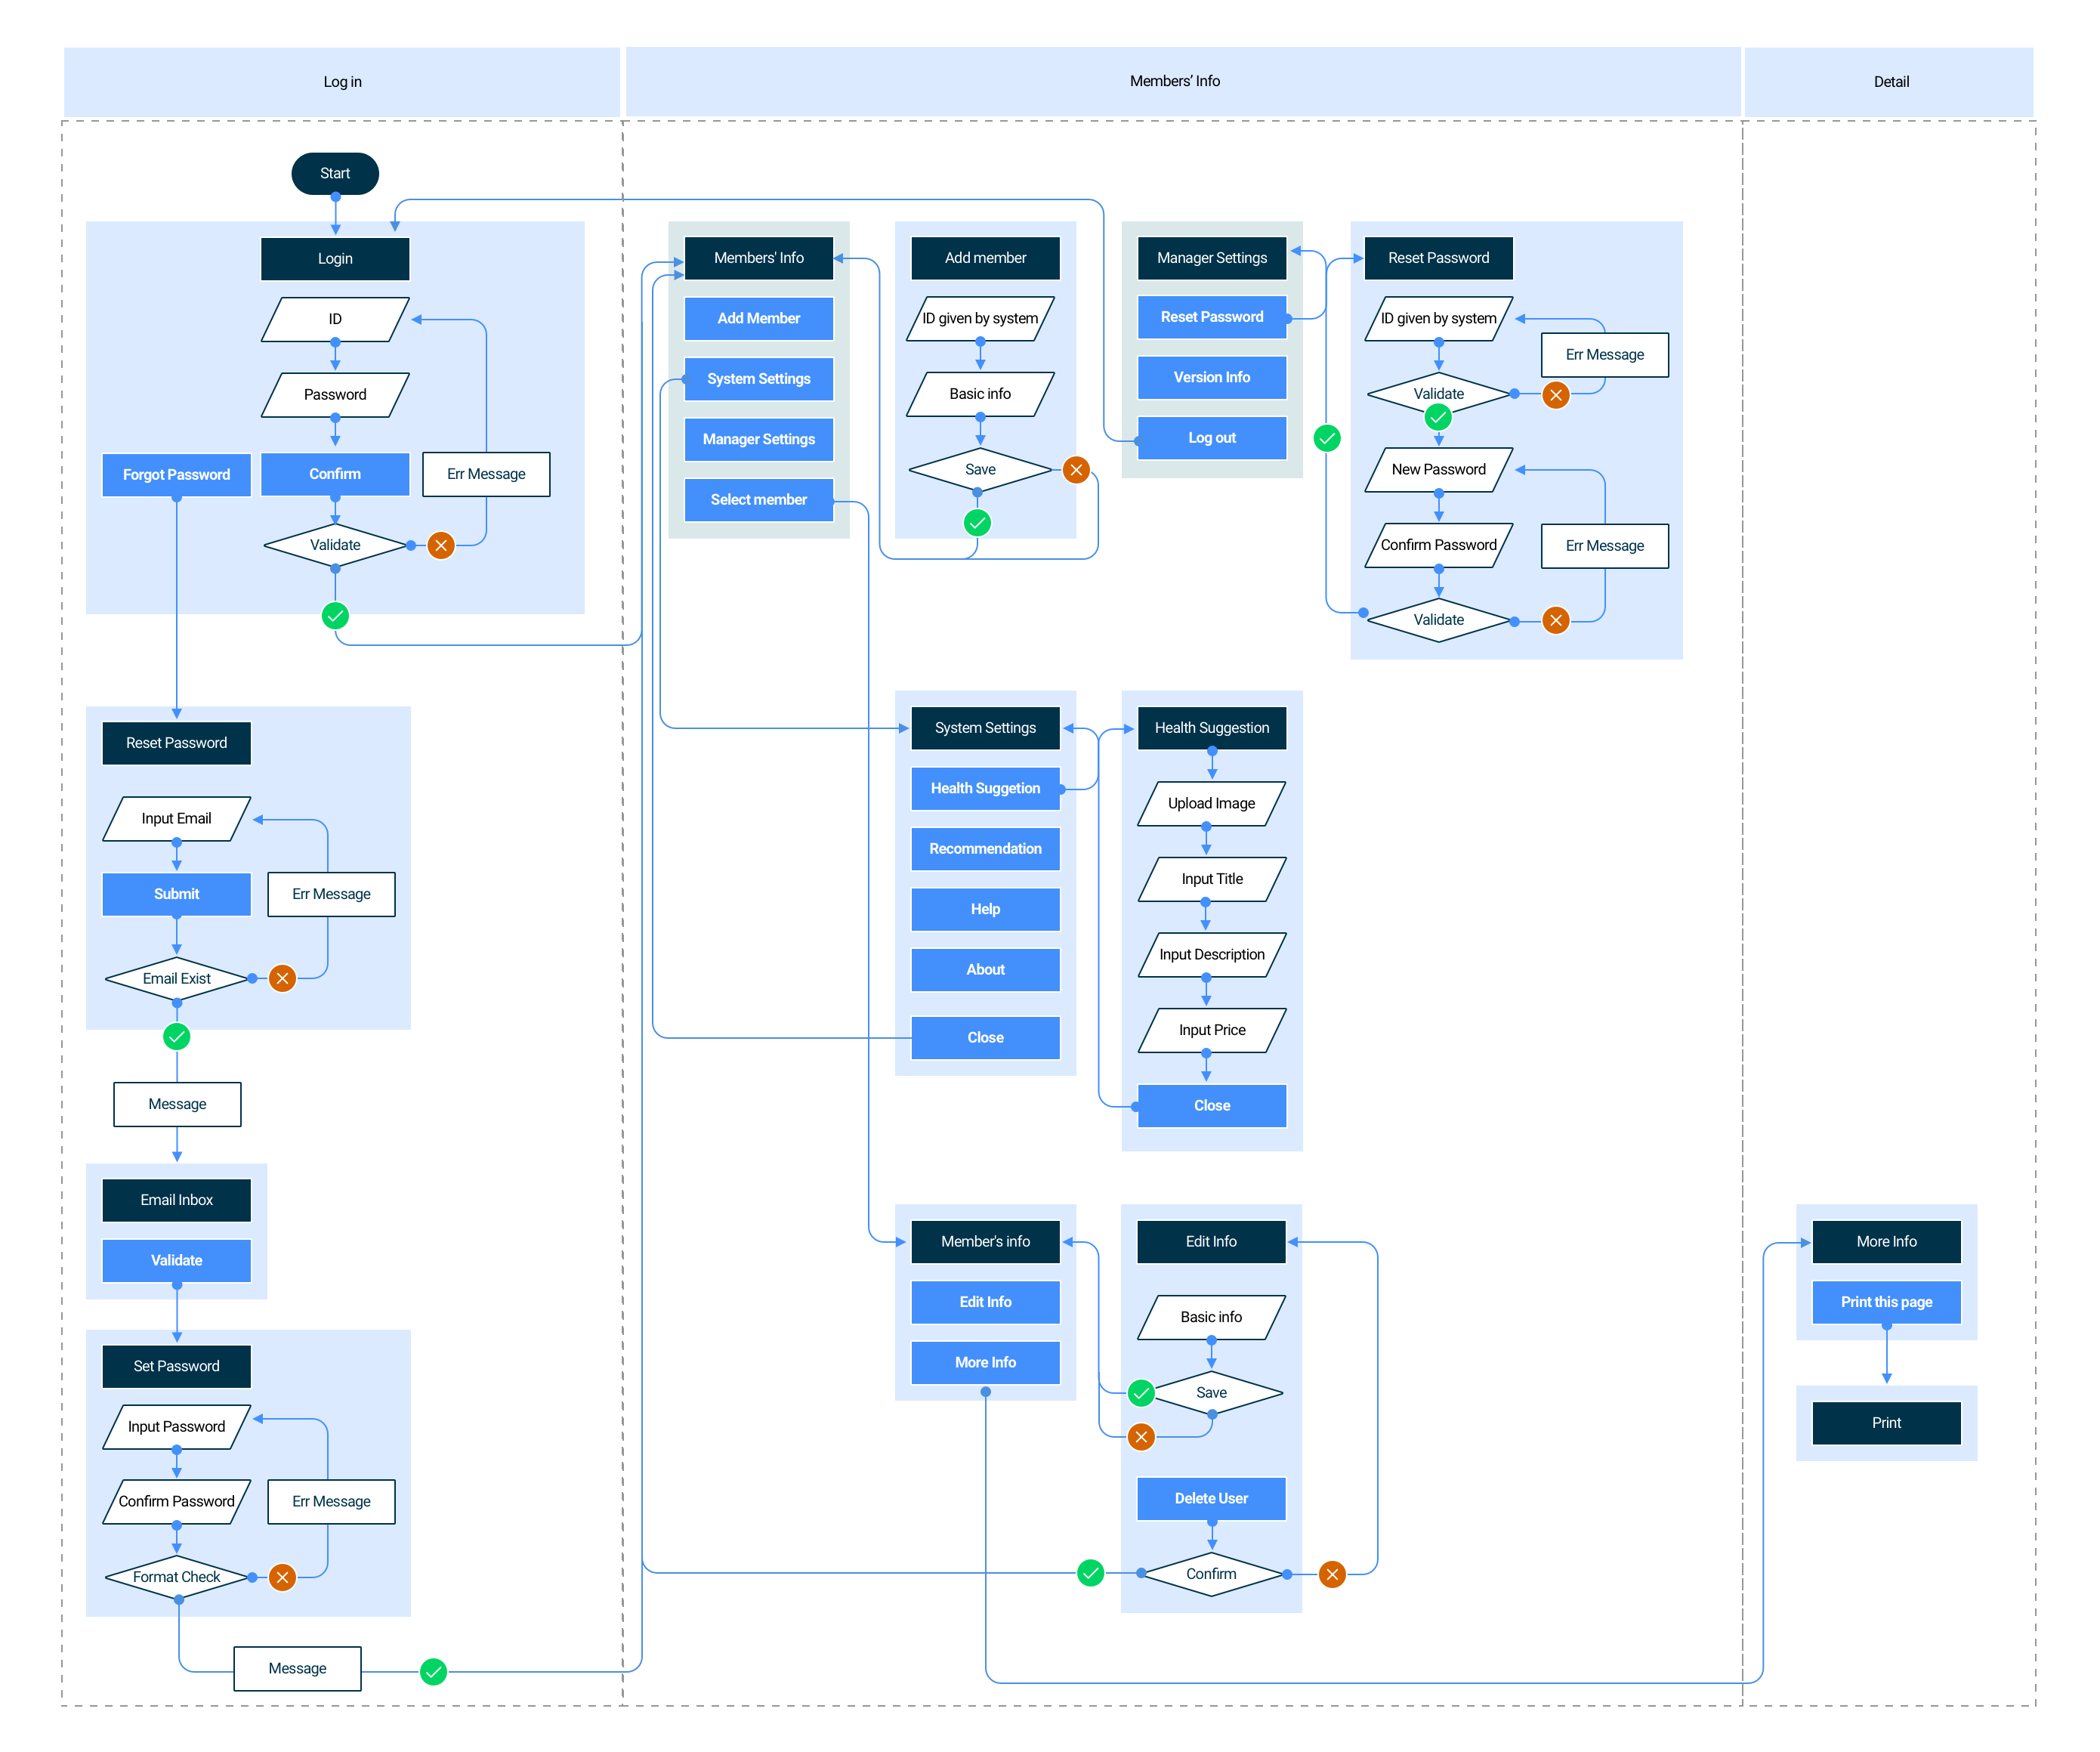 Log in
Members’ Info
Detail
Start
Login
ID
Password
Forgot Password
Confirm
Err Message
Validate
Reset Password
Input Email
Submit
Err Message
Email Exist
Message
Email Inbox
Validate
Set Password
Input Password
Confirm Password
Err Message
Format Check
Message
Members' Info
Add Member
System Settings
Manager Settings
Select member
Add member
ID given by system
Basic info
Save
Manager Settings
Reset Password
Version Info
Log out
Reset Password
ID given by system
Err Message
Validate
New Password
Confirm Password
Err Message
Validate
System Settings
Health Suggetion
Recommendation
Help
About
Close
Health Suggestion
Upload Image
Input Title
Input Description
Input Price
Close
Member's info
Edit Info
More Info
Edit Info
Basic info
Save
Delete User
Confirm
More Info
Print this page
Print